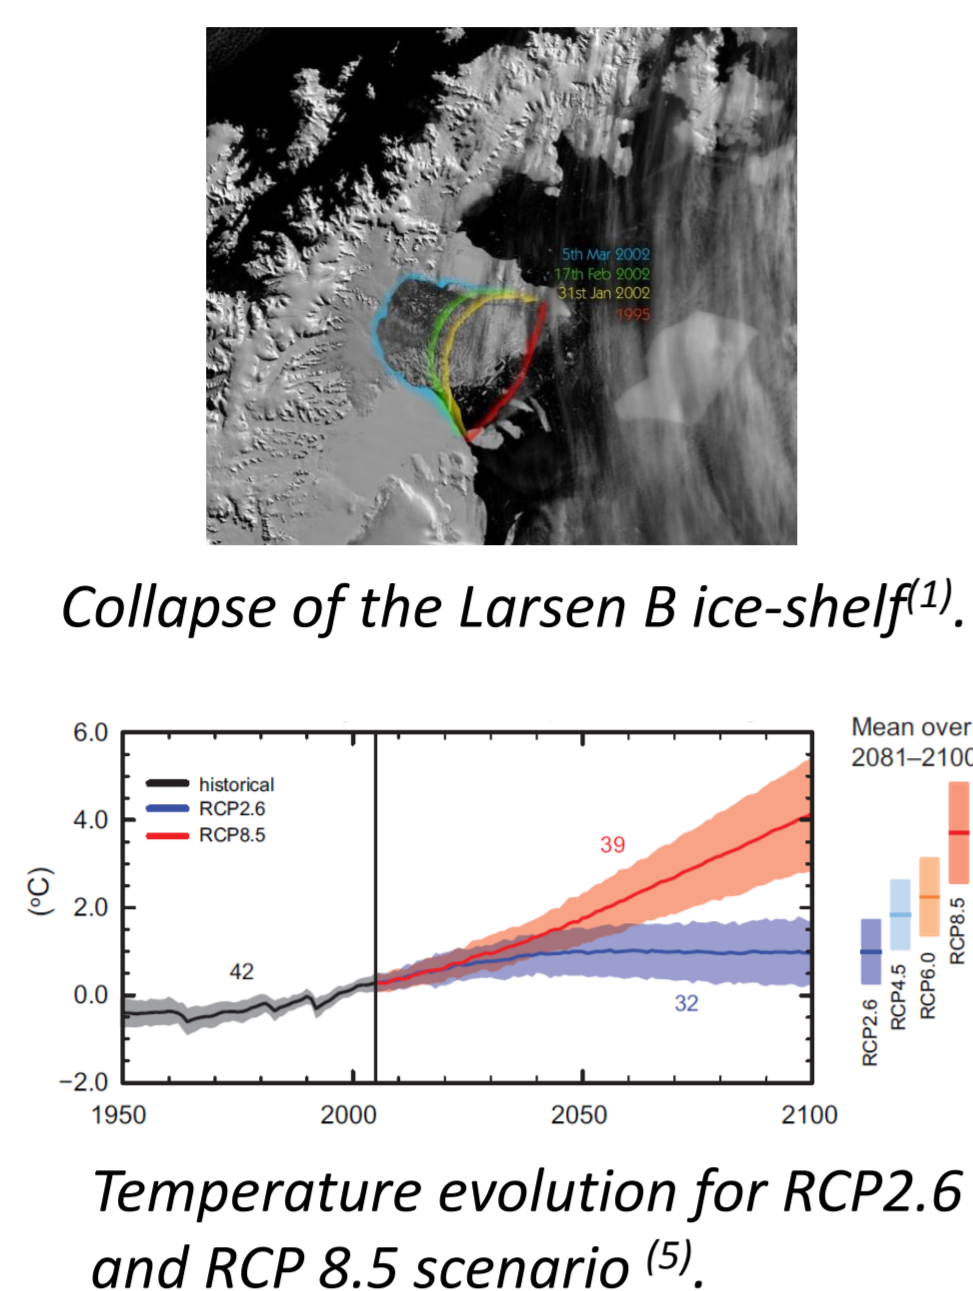 5th Mar 2002
17th Feb 2002
31st Jan 2002
1995
Collapse of the Larsen B ice-shelf(1).
6.0
4.0
2.0
0.0
−2.0
(oC)
historical
RCP2.6
RCP8.5
42
39
32
1950
2000
2050
2100
Mean over
2081–2100
RCP2.6
RCP4.5
RCP6.0
RCP8.5
Temperature evolution for RCP2.6
and RCP 8.5 scenario (5).